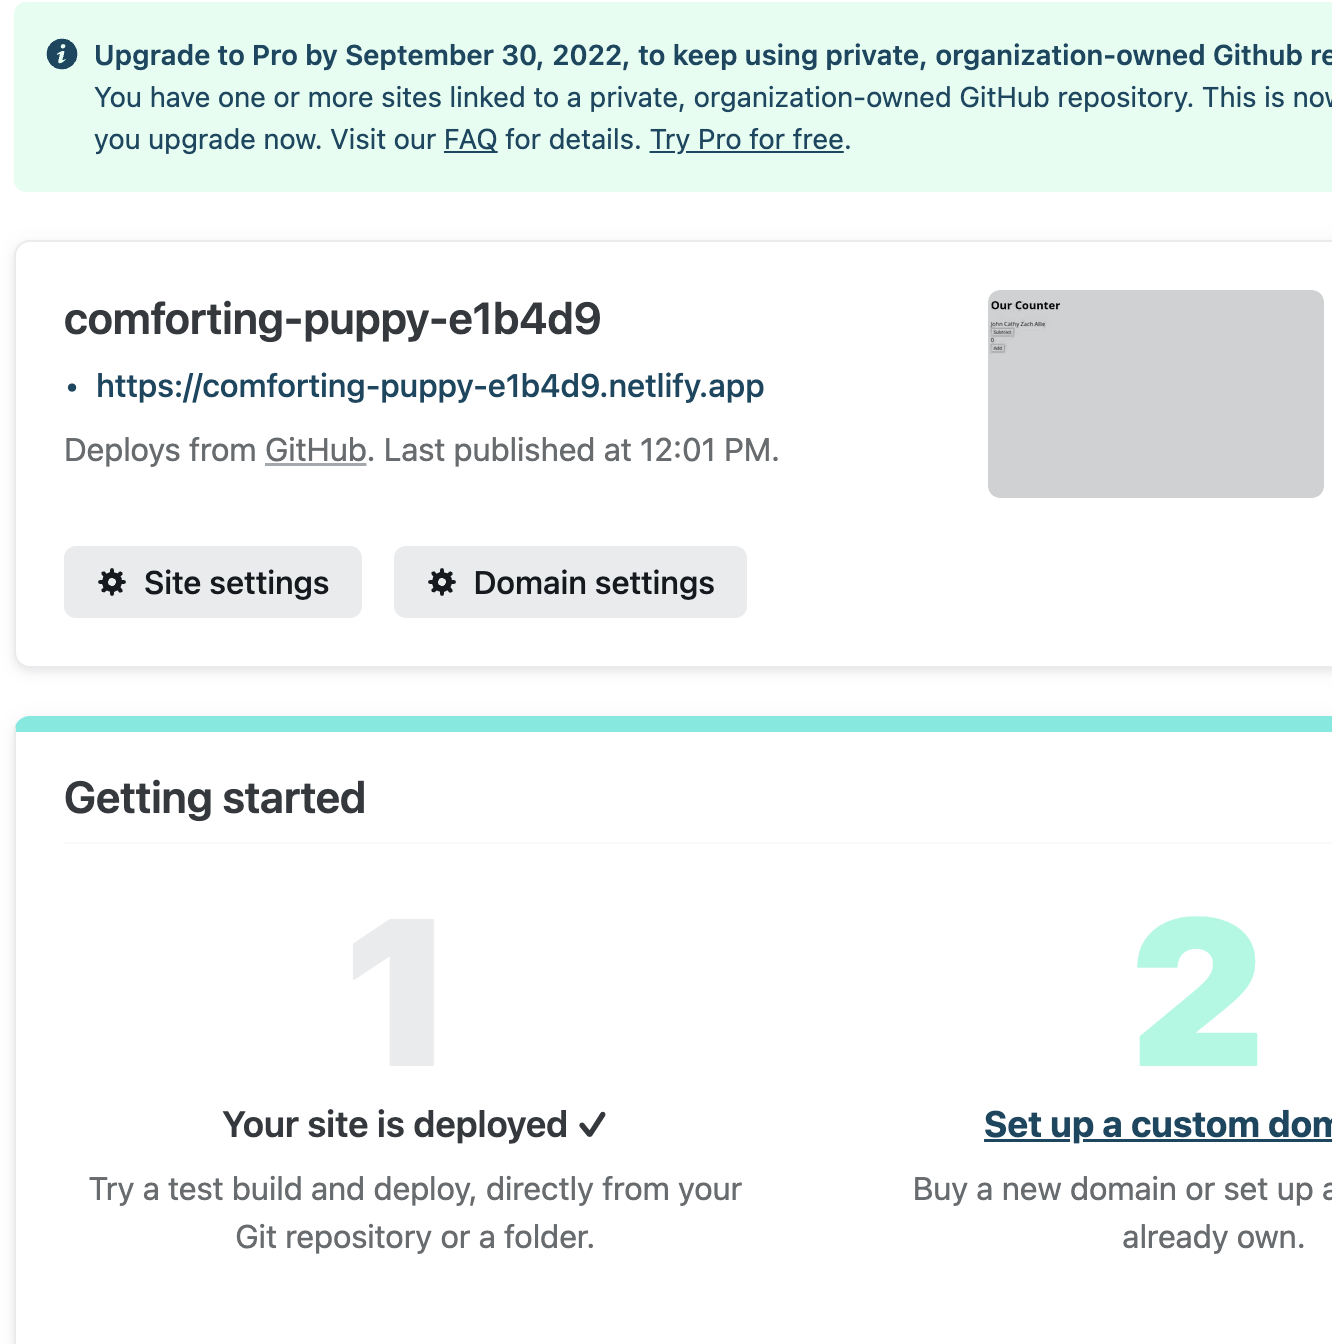 Upgrade to Pro by September 30, 2022, to keep using private, organization-owned Github re
You have one or more sites linked to a private, organization-owned GitHub repository. This is now
you upgrade now. Visit our FAQ for details. Try Pro for free.
comforting-puppy-e1b4d9
• https://comforting-puppy-e1b4d9.netlify.app
Deploys from GitHub. Last published at 12:01 PM.
Our Counter
John Cathy Zach Allie
Subtract
0
Add
Site settings
Domain settings
Getting started
1
2
Your site is deployed ✓
Set up a custom dom
Try a test build and deploy, directly from your
Git repository or a folder.
Buy a new domain or set up a
already own.